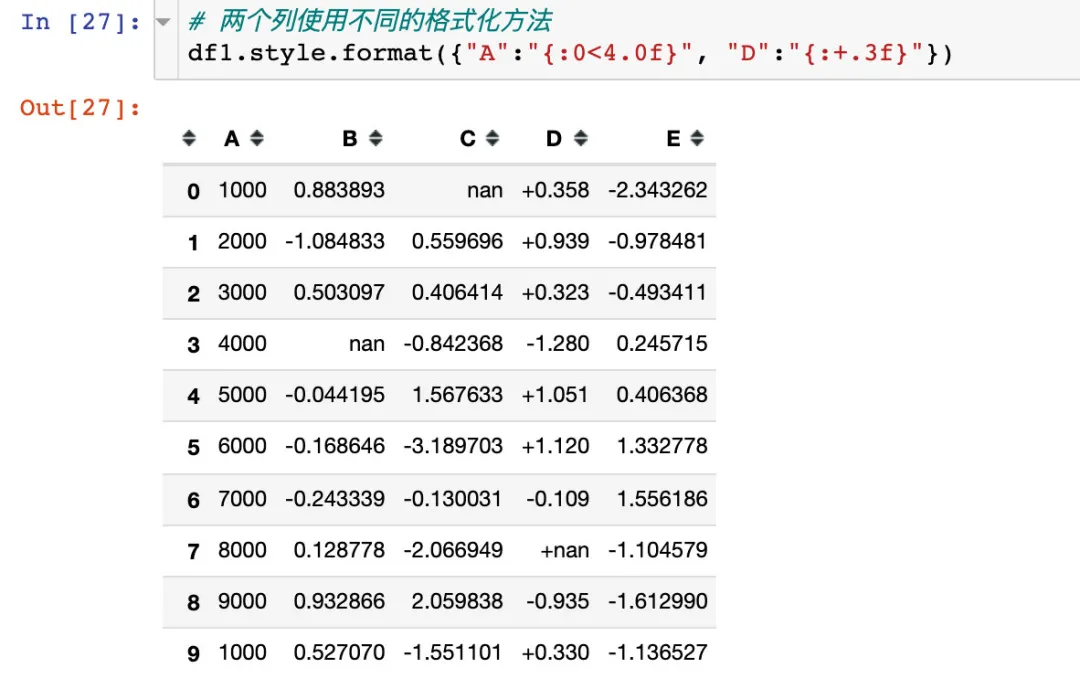 In [27]: # 两个列使用不同的格式化方法
df1.style.format({"A":"{:0<4.0f}", "D":"{:+.3f}"})
Out[27]:
A B C D E
0 1000 0.883893 nan +0.358 -2.343262
1 2000 -1.084833 0.559696 +0.939 -0.978481
2 3000 0.503097 0.406414 +0.323 -0.493411
3 4000 nan -0.842368 -1.280 0.245715
4 5000 -0.044195 1.567633 +1.051 0.406368
5 6000 -0.168646 -3.189703 +1.120 1.332778
6 7000 -0.243339 -0.130031 -0.109 1.556186
7 8000 0.128778 -2.066949 +nan -1.104579
8 9000 0.932866 2.059838 -0.935 -1.612990
9 1000 0.527070 -1.551101 +0.330 -1.136527